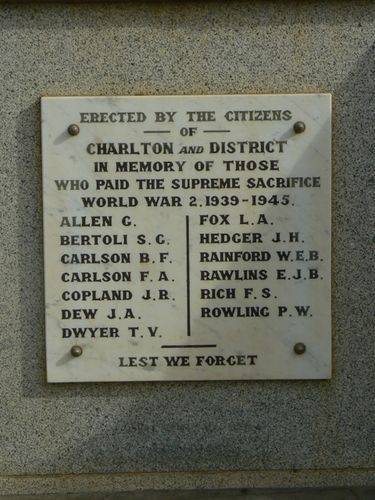 ERECTED BY THE CITIZENS
OF
CHARLTON AND DISTRICT
IN MEMORY OF THOSE
WHO PAID THE SUPREME SACRIFICE
WORLD WAR 2.1939-1945.
ALLEN G.
BERTOLI S.G.
CARLSON B.F.
CARLSON F.A.
COPLAND J.R.
DEW J.A.
DWYER T.V.
FOX L.A.
HEDGER J.H.
RAINFORD W.E.B.
RAWLINS E.J.B.
RICH F.S.
ROWLING P.W.
LEST WE FORGET